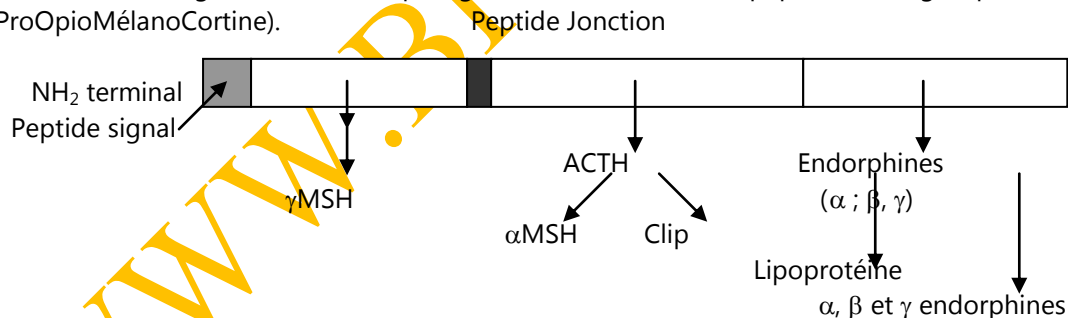 ProOpioMélanoCortine).
Peptide Jonction
NH₂ terminal
Peptide signal
ACTH
Endorphines
γMSH
(α ; β, γ)
αMSH
Clip
Lipoprotéine
α, β et γ endorphines